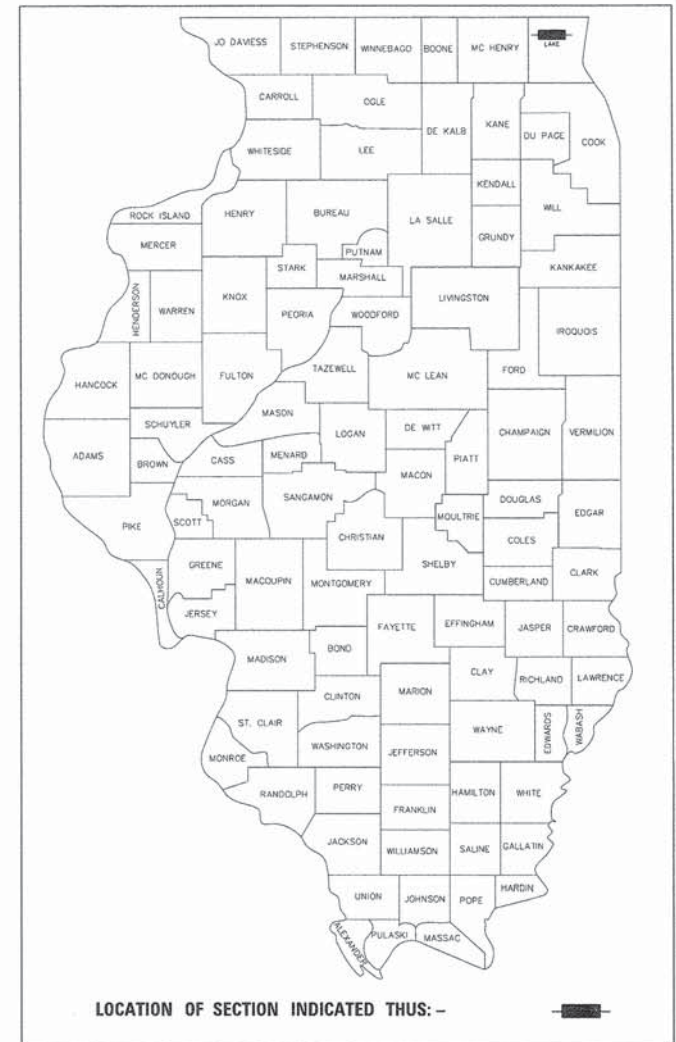 JO DAVIESS STEPHENSON WINNEBAGO BOONE MC HENRY LAKE
CARROLL OGLE DE KALB KANE DU PAGE COOK
WHITESIDE LEE
KENDALL
ROCK ISLAND HENRY BUREAU LA SALLE WILL
MERCER PUTNAM GRUNDY
STARK MARSHALL KANKAKEE
HENDERSON WARREN KNOX PEORIA WOODFORD LIVINGSTON IROQUOIS
HANCOCK MC DONOUGH FULTON TAZEWELL MC LEAN FORD
MASON
SCHUYLER LOGAN DE WITT CHAMPAIGN VERMILION
ADAMS BROWN CASS MENARD MACON PIATT
MORGAN SANGAMON DOUGLAS EDGAR
PIKE SCOTT CHRISTIAN MOULTRIE COLES
GREENE MACOUPIN MONTGOMERY SHELBY CUMBERLAND CLARK
CALHOUN JERSEY
FAYETTE EFFINGHAM JASPER CRAWFORD
MADISON BOND
CLAY RICHLAND LAWRENCE
CLINTON MARION
ST. CLAIR WAYNE EDWARDS WABASH
WASHINGTON JEFFERSON
MONROE
RANDOLPH PERRY HAMILTON WHITE
FRANKLIN
JACKSON WILLIAMSON SALINE GALLATIN
UNION JOHNSON POPE HARDIN
ALEXANDER PULASKI MASSAC
LOCATION OF SECTION INDICATED THUS: –